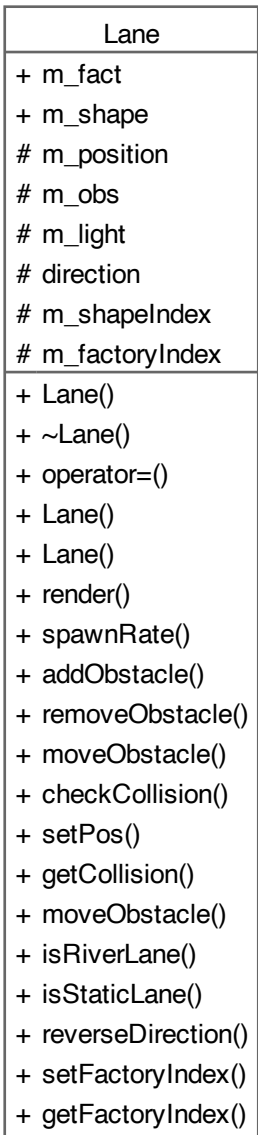 Lane
+ m_fact
+ m_shape
# m_position
# m_obs
# m_light
# direction
# m_shapeIndex
# m_factoryIndex
+ Lane()
+ ~Lane()
+ operator=()
+ Lane()
+ Lane()
+ render()
+ spawnRate()
+ addObstacle()
+ removeObstacle()
+ moveObstacle()
+ checkCollision()
+ setPos()
+ getCollision()
+ moveObstacle()
+ isRiverLane()
+ isStaticLane()
+ reverseDirection()
+ setFactoryIndex()
+ getFactoryIndex()